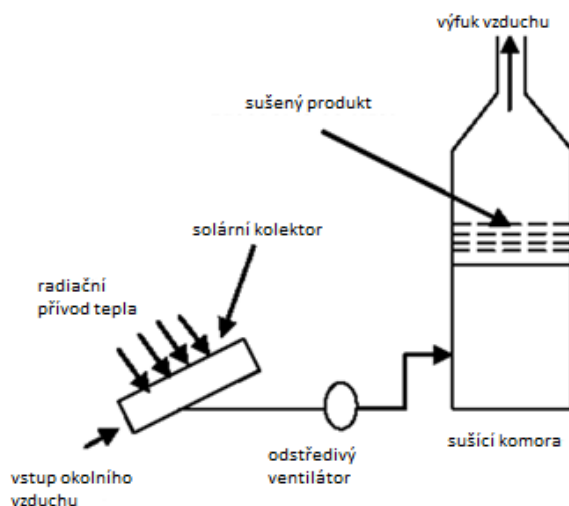 výfuk vzduchu
sušený produkt
solární kolektor
radiační
přívod tepla
vstup okolního
vzduchu
odstředivý
ventilátor
sušící komora